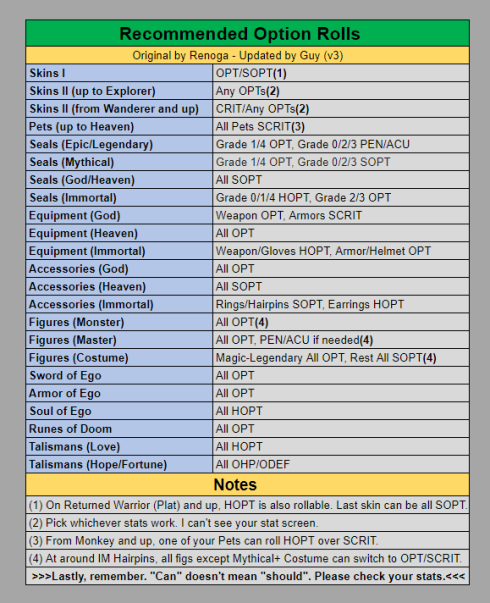 Recommended Option Rolls
Original by Renoga - Updated by Guy (v3)
Skins I OPT/SOPT(1)
Skins II (up to Explorer) Any OPTs(2)
Skins II (from Wanderer and up) CRIT/Any OPTs(2)
Pets (up to Heaven) All Pets SCRIT(3)
Seals (Epic/Legendary) Grade 1/4 OPT, Grade 0/2/3 PEN/ACU
Seals (Mythical) Grade 1/4 OPT, Grade 0/2/3 SOPT
Seals (God/Heaven) All SOPT
Seals (Immortal) Grade 0/1/4 HOPT, Grade 2/3 OPT
Equipment (God) Weapon OPT, Armors SCRIT
Equipment (Heaven) All OPT
Equipment (Immortal) Weapon/Gloves HOPT, Armor/Helmet OPT
Accessories (God) All OPT
Accessories (Heaven) All SOPT
Accessories (Immortal) Rings/Hairpins SOPT, Earrings HOPT
Figures (Monster) All OPT(4)
Figures (Master) All OPT, PEN/ACU if needed(4)
Figures (Costume) Magic-Legendary All OPT, Rest All SOPT(4)
Sword of Ego All OPT
Armor of Ego All OPT
Soul of Ego All HOPT
Runes of Doom All OPT
Talismans (Love) All HOPT
Talismans (Hope/Fortune) All OHP/ODEF
Notes
(1) On Returned Warrior (Plat) and up, HOPT is also rollable. Last skin can be all SOPT.
(2) Pick whichever stats work. I can't see your stat screen.
(3) From Monkey and up, one of your Pets can roll HOPT over SCRIT.
(4) At around IM Hairpins, all figs except Mythical+ Costume can switch to OPT/SCRIT.
>>>Lastly, remember. "Can" doesn't mean "should". Please check your stats.<<<